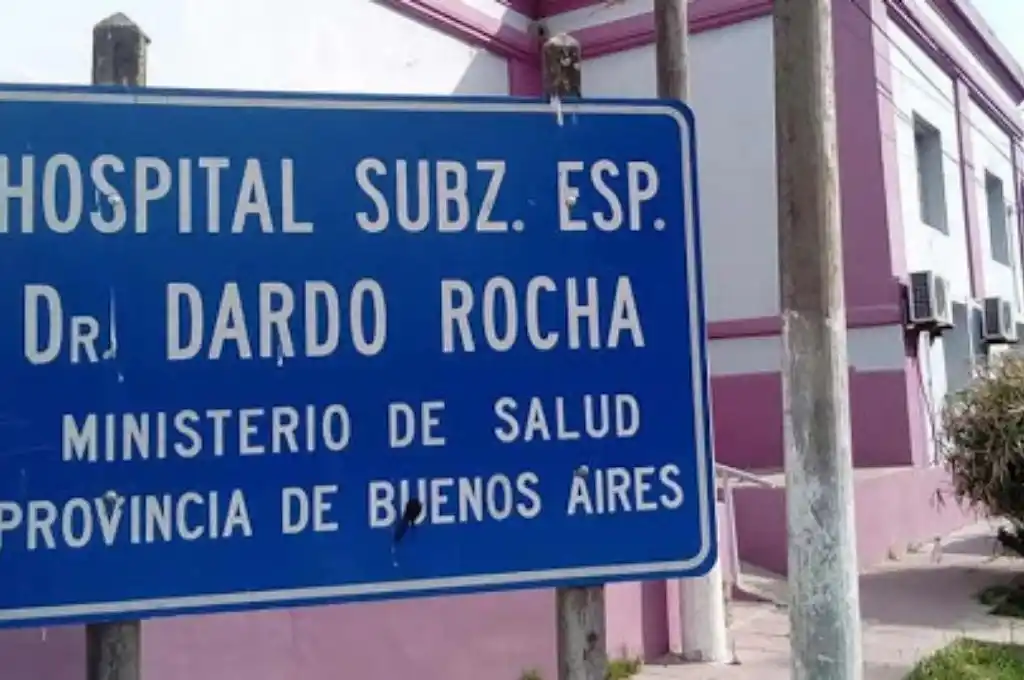 HOSPITAL SUBZ. ESP.
DR. DARDO ROCHA
MINISTERIO DE SALUD
PROVINCIA DE BUENOS AIRES